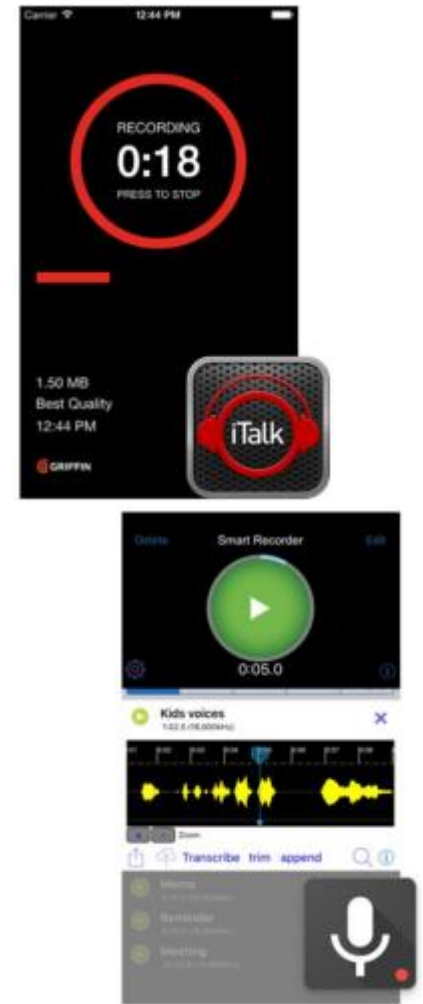 Carrier 12:44 PM
RECORDING
0:18
PRESS TO STOP
1.50 MB
Best Quality
12:44 PM
GRIFFIN
iTalk
Delete Smart Recorder Edit
0:05.0
Kids voices
Zoom
Transcribe trim append
Memo
Reminder
Meeting